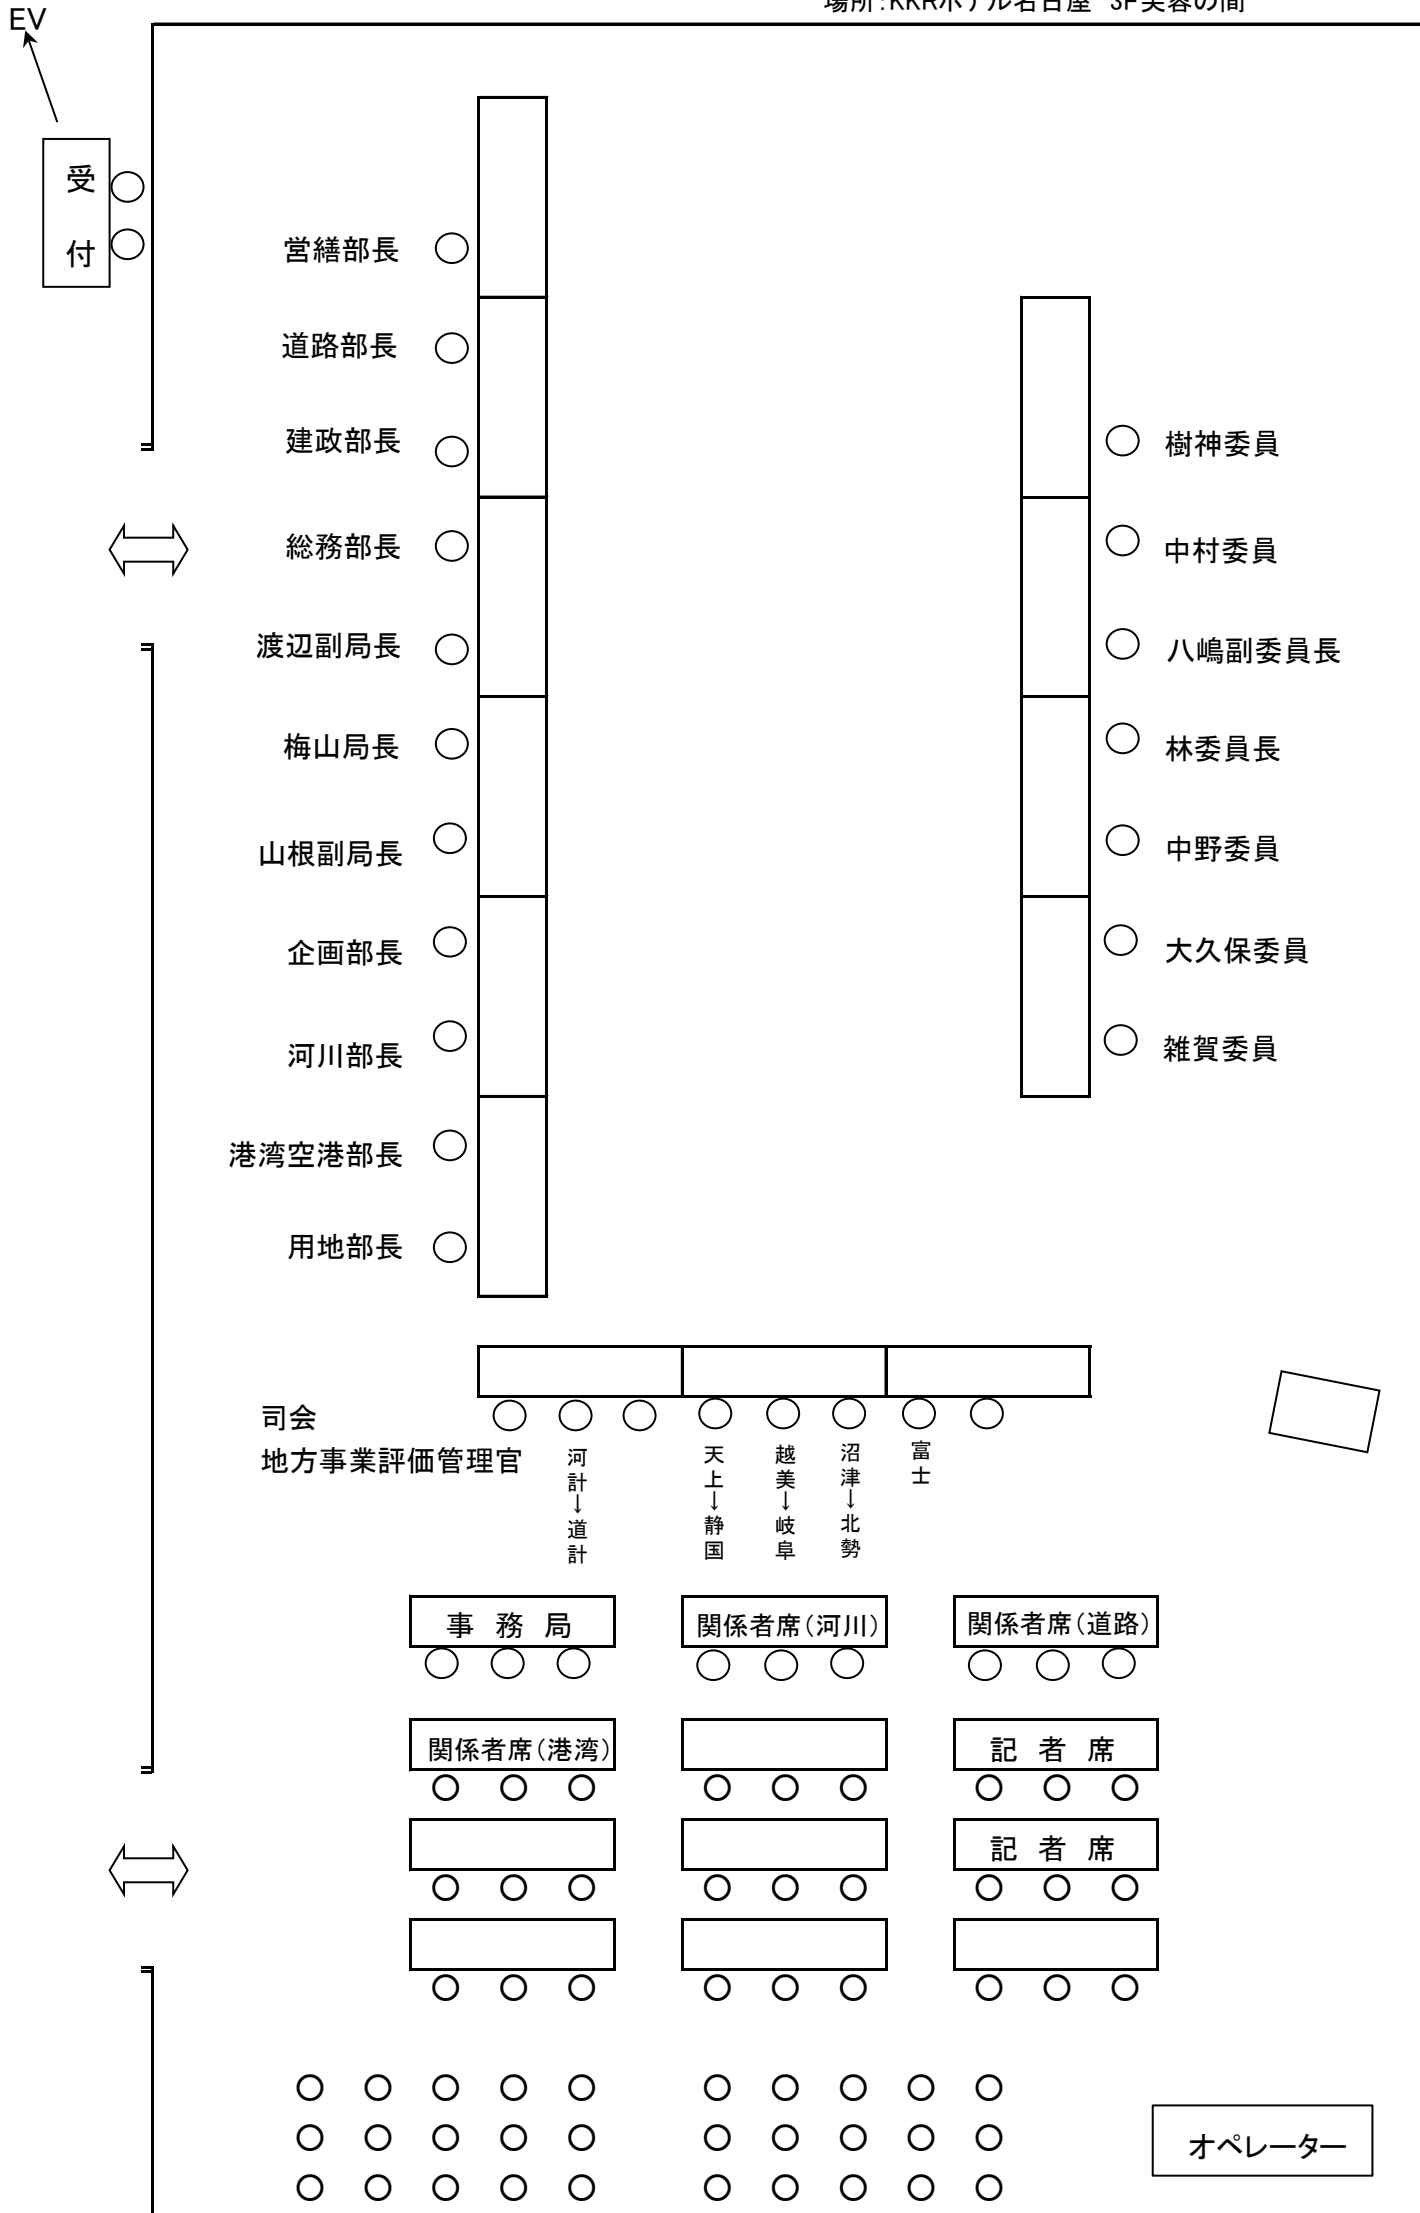 場所:KKRホテル名古屋 3F芙蓉の間
EV
受
付
営繕部長
道路部長
建政部長
総務部長
渡辺副局長
梅山局長
山根副局長
企画部長
河川部長
港湾空港部長
用地部長
樹神委員
中村委員
八嶋副委員長
林委員長
中野委員
大久保委員
雑賀委員
司会
地方事業評価管理官
河計→道計
天上→静国
越美→岐阜
沼津→北勢
富士
事 務 局
関係者席(河川)
関係者席(道路)
関係者席(港湾)
記 者 席
記 者 席
オペレーター